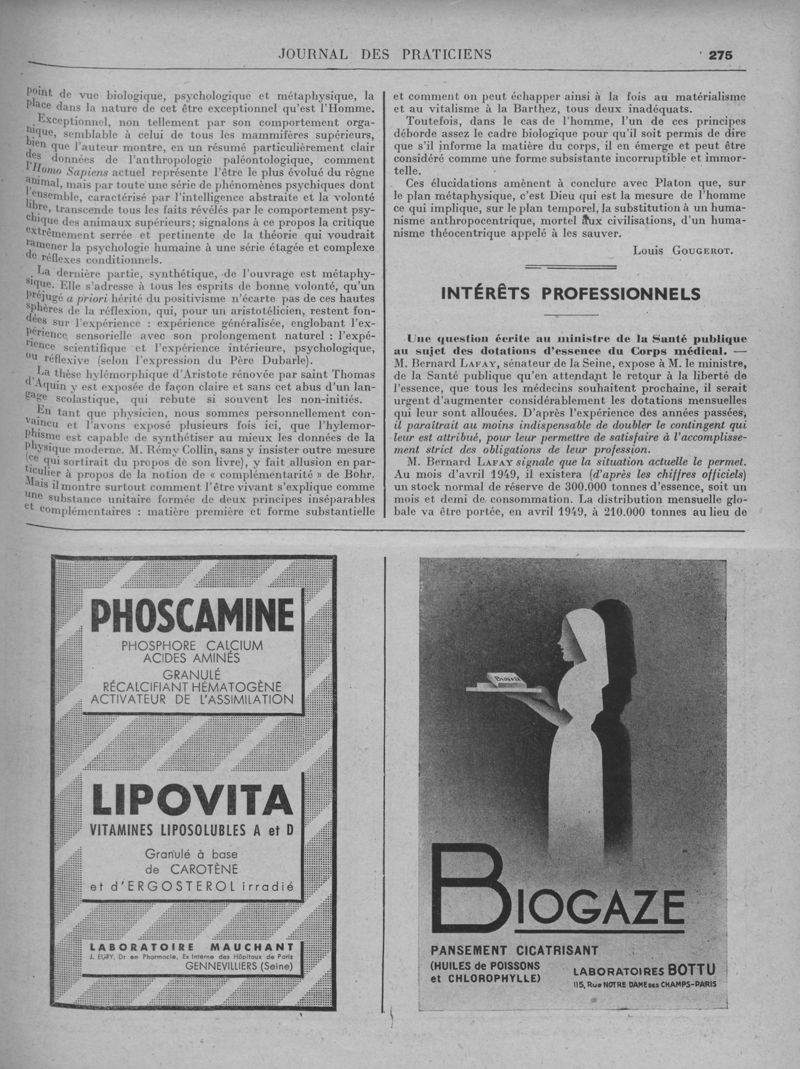 JOURNAL DES PRATICIENS
275
point de vue biologique, psychologique et métaphysique, la
place dans la nature de cet être exceptionnel qu'est l'Homme.
Exceptionnel, non tellement par son comportement orga-
nique, semblable à celui de tous les mammifères supérieurs,
bien que l'auteur montre, en un résumé particulièrement clair
des données de l'anthropologie paléontologique, comment
l'Homo Sapiens actuel représente l'être le plus évolué du règne
animal, mais par toute une série de phénomènes psychiques dont
l'ensemble, caractérisé par l'intelligence abstraite et la volonté
libre, transcende tous les faits révélés par le comportement psy-
chique des animaux supérieurs; signalons à ce propos la critique
extrêmement serrée et pertinente de la théorie qui voudrait
ramener la psychologie humaine à une série étagée et complexe
de réflexes conditionnels.
La dernière partie, synthétique, de l'ouvrage est métaphy-
sique. Elle s'adresse à tous les esprits de bonne volonté, qu'un
préjugé a priori hérité du positivisme n'écarte pas de ces hautes
sphères de la réflexion, qui, pour un aristotélicien, restent fon-
dées sur l'expérience : expérience généralisée, englobant l'ex-
périence sensorielle avec son prolongement naturel : l'expé-
rience scientifique et l'expérience intérieure, psychologique,
ou réflexive (selon l'expression du Père Dubarle).
La thèse hylémorphique d'Aristote rénovée par saint Thomas
d'Aquin y est exposée de façon claire et sans cet abus d'un lan-
gage scolastique, qui rebute si souvent les non-initiés.
En tant que physicien, nous sommes personnellement con-
vaincu et l'avons exposé plusieurs fois ici, que l'hylemor-
phisme est capable de synthétiser au mieux les données de la
physique moderne. M. Rémy Collin, sans y insister outre mesure
(ce qui sortirait du propos de son livre), y fait allusion en par-
ticulier à propos de la notion de « complémentarité » de Bohr.
Mais il montre surtout comment l'être vivant s'explique comme
une substance unitaire formée de deux principes inséparables
et complémentaires : matière première et forme substantielle
et comment on peut échapper ainsi à la fois au matérialisme
et au vitalisme à la Barthez, tous deux inadéquats.
Toutefois, dans le cas de l'homme, l'un de ces principes
déborde assez le cadre biologique pour qu'il soit permis de dire
que s'il informe la matière du corps, il en émerge et peut être
considéré comme une forme subsistante incorruptible et immor-
telle.
Ces élucidations amènent à conclure avec Platon que, sur
le plan métaphysique, c'est Dieu qui est la mesure de l'homme
ce qui implique, sur le plan temporel, la substitution à un huma-
nisme anthropocentrique, mortel aux civilisations, d'un huma-
nisme théocentrique appelé à les sauver.
Louis GOUGEROT.
INTÉRÊTS PROFESSIONNELS
Une question écrite au ministre de la Santé publique
au sujet des dotations d'essence du Corps médical. —
M. Bernard LAFAY, sénateur de la Seine, expose à M. le ministre,
de la Santé publique qu'en attendant le retour à la liberté de
l'essence, que tous les médecins souhaitent prochaine, il serait
urgent d'augmenter considérablement les dotations mensuelles
qui leur sont allouées. D'après l'expérience des années passées,
il paraîtrait au moins indispensable de doubler le contingent qui
leur est attribué, pour leur permettre de satisfaire à l'accomplisse-
ment strict des obligations de leur profession.
M. Bernard LAFAY signale que la situation actuelle le permet.
Au mois d'avril 1949, il existera (d'après les chiffres officiels)
un stock normal de réserve de 300.000 tonnes d'essence, soit un
mois et demi de consommation. La distribution mensuelle glo-
bale va être portée, en avril 1949, à 210.000 tonnes au lieu de
PHOSCAMINE
PHOSPHORE CALCIUM
ACIDES AMINÉS
GRANULÉ
RÉCALCIFIANT HÉMATOGÈNE
ACTIVATEUR DE L'ASSIMILATION
LIPOVITA
VITAMINES LIPOSOLUBLES A et D
Granulé à base
de CAROTÈNE
et d'ERGOSTEROL irradié
LABORATOIRE MAUCHANT
J. EURY, Dr en Pharmacie, Ex Interne des Hôpitaux de Paris
GENNEVILLIERS (Seine)
BIOGAZE
BIOGAZE
PANSEMENT CICATRISANT
(HUILES de POISSONS
et CHLOROPHYLLE)
LABORATOIRES BOTTU
115, Rue NOTRE DAME DES CHAMPS-PARIS